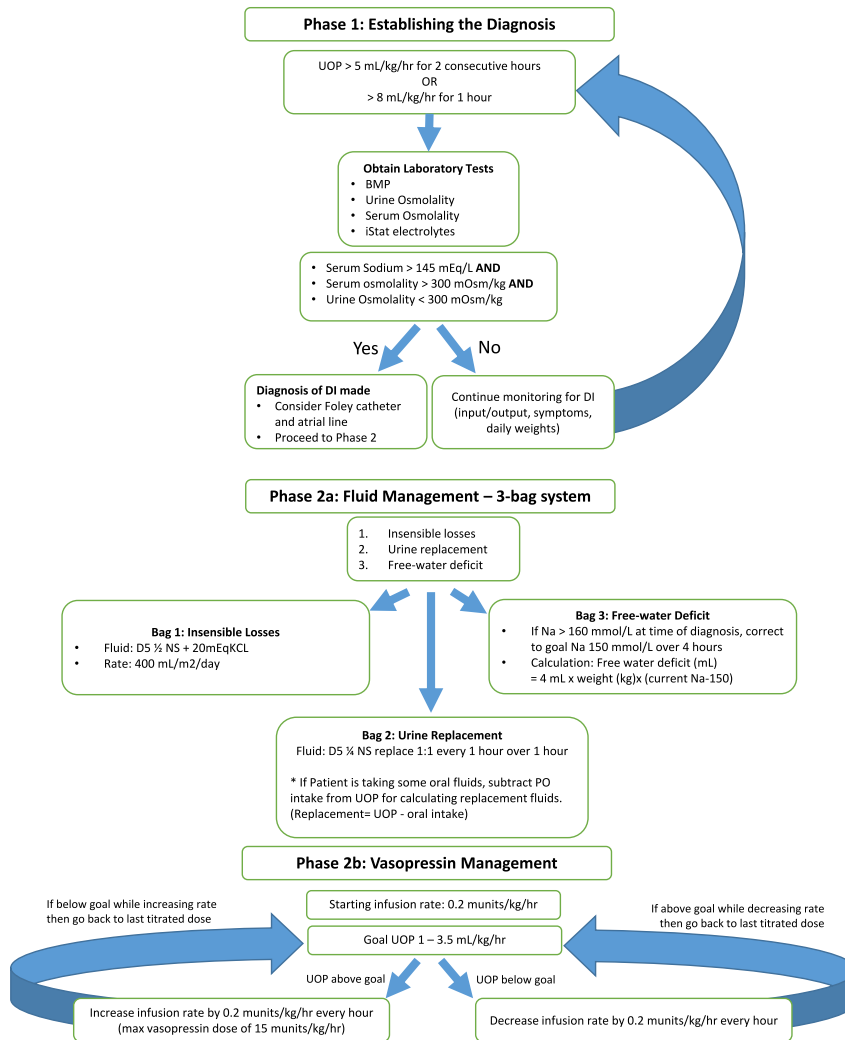 Phase 1: Establishing the Diagnosis
UOP > 5 mL/kg/hr for 2 consecutive hours
OR
> 8 mL/kg/hr for 1 hour
Obtain Laboratory Tests
• BMP
• Urine Osmolality
• Serum Osmolality
• iStat electrolytes
• Serum Sodium > 145 mEq/L AND
• Serum osmolality > 300 mOsm/kg AND
• Urine Osmolality < 300 mOsm/kg
Yes
No
Diagnosis of DI made
• Consider Foley catheter
and atrial line
• Proceed to Phase 2
Continue monitoring for DI
(input/output, symptoms,
daily weights)
Phase 2a: Fluid Management – 3-bag system
1. Insensible losses
2. Urine replacement
3. Free-water deficit
Bag 1: Insensible Losses
• Fluid: D5 ½ NS + 20mEqKCL
• Rate: 400 mL/m2/day
Bag 3: Free-water Deficit
• If Na > 160 mmol/L at time of diagnosis, correct
to goal Na 150 mmol/L over 4 hours
• Calculation: Free water deficit (mL)
= 4 mL x weight (kg)x (current Na-150)
Bag 2: Urine Replacement
Fluid: D5 ¼ NS replace 1:1 every 1 hour over 1 hour
* If Patient is taking some oral fluids, subtract PO
intake from UOP for calculating replacement fluids.
(Replacement= UOP - oral intake)
Phase 2b: Vasopressin Management
If below goal while increasing rate
then go back to last titrated dose
Starting infusion rate: 0.2 munits/kg/hr
If above goal while decreasing rate
then go back to last titrated dose
Goal UOP 1 – 3.5 mL/kg/hr
UOP above goal
UOP below goal
Increase infusion rate by 0.2 munits/kg/hr every hour
(max vasopressin dose of 15 munits/kg/hr)
Decrease infusion rate by 0.2 munits/kg/hr every hour